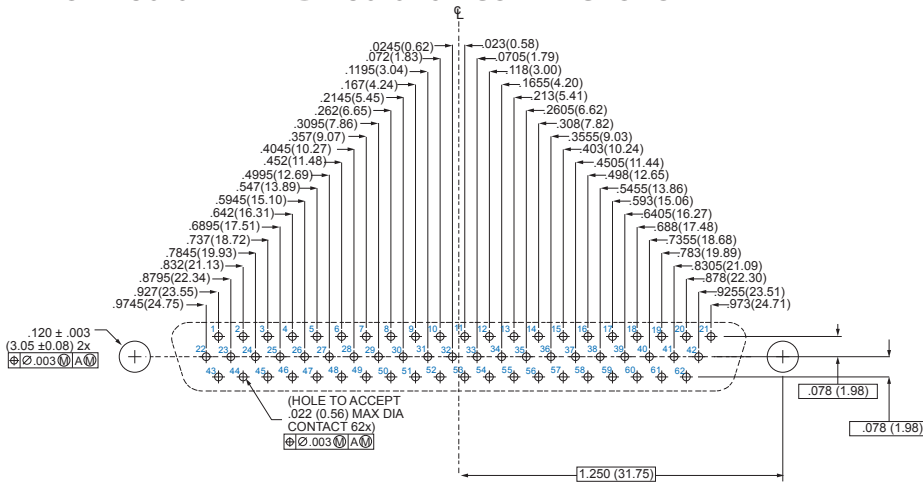 ℄
.0245(0.62) .023(0.58)
.072(1.83) .0705(1.79)
.1195(3.04) .118(3.00)
.167(4.24) .1655(4.20)
.2145(5.45) .213(5.41)
.262(6.65) .2605(6.62)
.3095(7.86) .308(7.82)
.357(9.07) .3555(9.03)
.4045(10.27) .403(10.24)
.452(11.48) .4505(11.44)
.4995(12.69) .498(12.65)
.547(13.89) .5455(13.86)
.5945(15.10) .593(15.06)
.642(16.31) .6405(16.27)
.6895(17.51) .688(17.48)
.737(18.72) .7355(18.68)
.7845(19.93) .783(19.89)
.832(21.13) .8305(21.09)
.8795(22.34) .878(22.30)
.927(23.55) .9255(23.51)
.9745(24.75) .973(24.71)
1 2 3 4 5 6 7 8 9 10 11 12 13 14 15 16 17 18 19 20 21
22 23 24 25 26 27 28 29 30 31 32 33 34 35 36 37 38 39 40 41 42
43 44 45 46 47 48 49 50 51 52 53 54 55 56 57 58 59 60 61 62
.120 ± .003
(3.05 ±0.08) 2x
⌖ Ø.003 Ⓜ A Ⓜ
(HOLE TO ACCEPT
.022 (0.56) MAX DIA
CONTACT 62x)
⌖ Ø.003 Ⓜ A Ⓜ
.078 (1.98)
.078 (1.98)
1.250 (31.75)